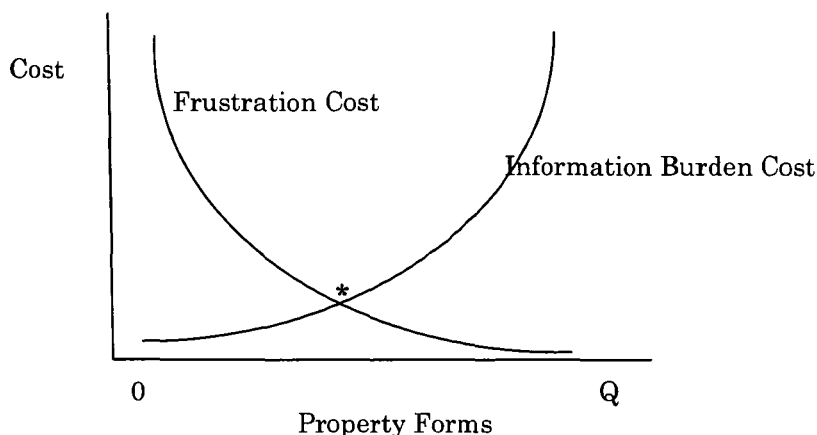 Cost
Frustration Cost
Information Burden Cost
*
0
Q
Property Forms